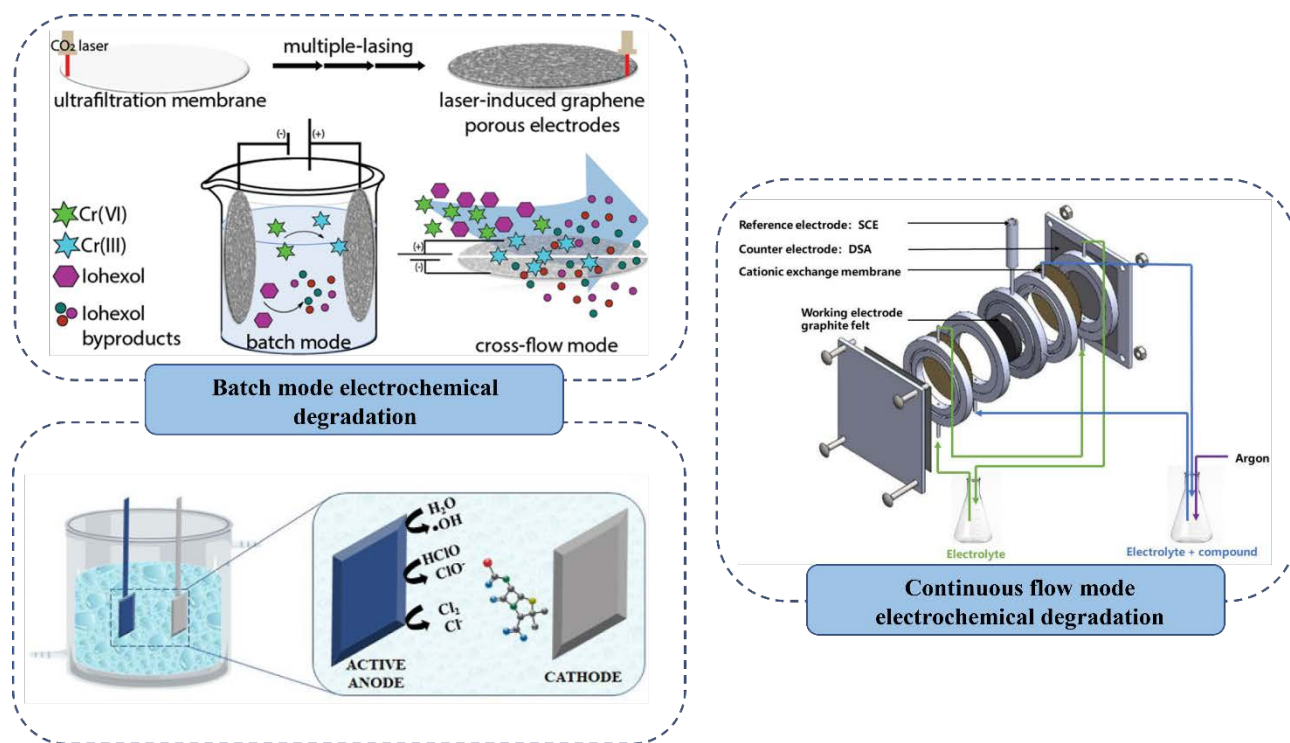 CO₂ laser
multiple-lasing
ultrafiltration membrane
laser-induced graphene
porous electrodes
(-)
(+)
Cr(VI)
Cr(III)
Iohexol
Iohexol
byproducts
batch mode
(+)
(-)
cross-flow mode
Batch mode electrochemical
degradation
H₂O
•OH
HClO
ClO⁻
Cl₂
Cl⁻
ACTIVE
ANODE
CATHODE
Reference electrode: SCE
Counter electrode: DSA
Cationic exchange membrane
Working electrode
graphite felt
Argon
Electrolyte
Electrolyte + compound
Continuous flow mode
electrochemical degradation